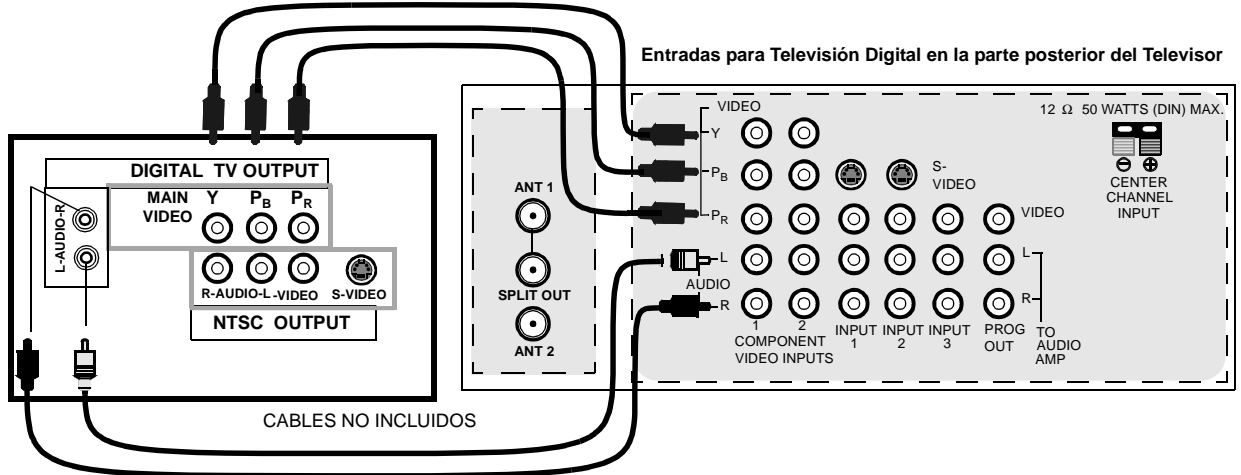 Entradas para Televisión Digital en la parte posterior del Televisor
DIGITAL TV OUTPUT
MAIN VIDEO
Y PB PR
L-AUDIO-R
R-AUDIO-L -VIDEO S-VIDEO
NTSC OUTPUT
CABLES NO INCLUIDOS
ANT 1
SPLIT OUT
ANT 2
VIDEO
Y
PB
PR
L
AUDIO
R
S-
VIDEO
VIDEO
12 Ω 50 WATTS (DIN) MAX.
CENTER
CHANNEL
INPUT
L
R
1 2
COMPONENT
VIDEO INPUTS
INPUT
1
INPUT
2
INPUT
3
PROG
OUT
TO
AUDIO
AMP